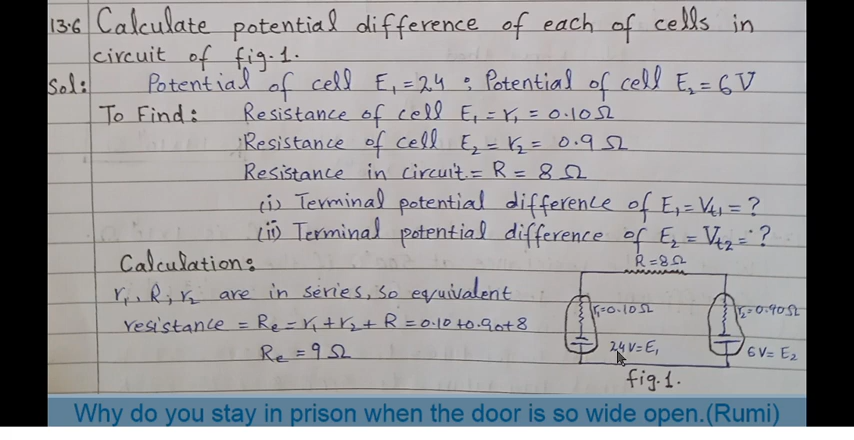 13.6 Calculate potential difference of each of cells in
circuit of fig.1.
Sol: Potential of cell E₁ = 24 ; Potential of cell E₂ = 6 V
To Find: Resistance of cell E₁ = r₁ = 0.10 Ω
Resistance of cell E₂ = r₂ = 0.9 Ω
Resistance in circuit = R = 8 Ω
(i) Terminal potential difference of E₁ = Vt₁ = ?
(ii) Terminal potential difference of E₂ = Vt₂ = ?
Calculation:
r₁, R, r₂ are in series, so equivalent
resistance = Re = r₁ + r₂ + R = 0.10 + 0.90 + 8
Re = 9 Ω
R = 8 Ω
r₁ = 0.10 Ω
r₂ = 0.90 Ω
24 V = E₁
6 V = E₂
fig.1.
Why do you stay in prison when the door is so wide open.(Rumi)